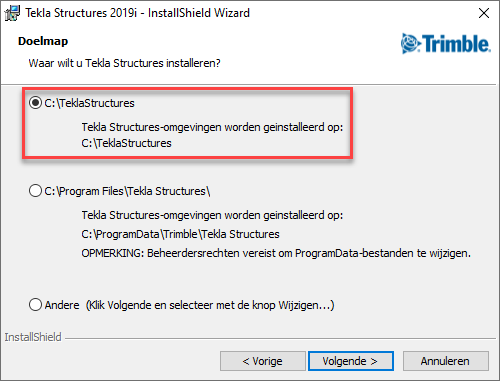 Tekla Structures 2019i - InstallShield Wizard
Doelmap
Waar wilt u Tekla Structures installeren?
Trimble
C:\TeklaStructures
Tekla Structures-omgevingen worden geinstalleerd op:
C:\TeklaStructures
C:\Program Files\Tekla Structures\
Tekla Structures-omgevingen worden geinstalleerd op:
C:\ProgramData\Trimble\Tekla Structures
OPMERKING: Beheerdersrechten vereist om ProgramData-bestanden te wijzigen.
Andere (Klik Volgende en selecteer met de knop Wijzigen...)
InstallShield
< Vorige
Volgende >
Annuleren